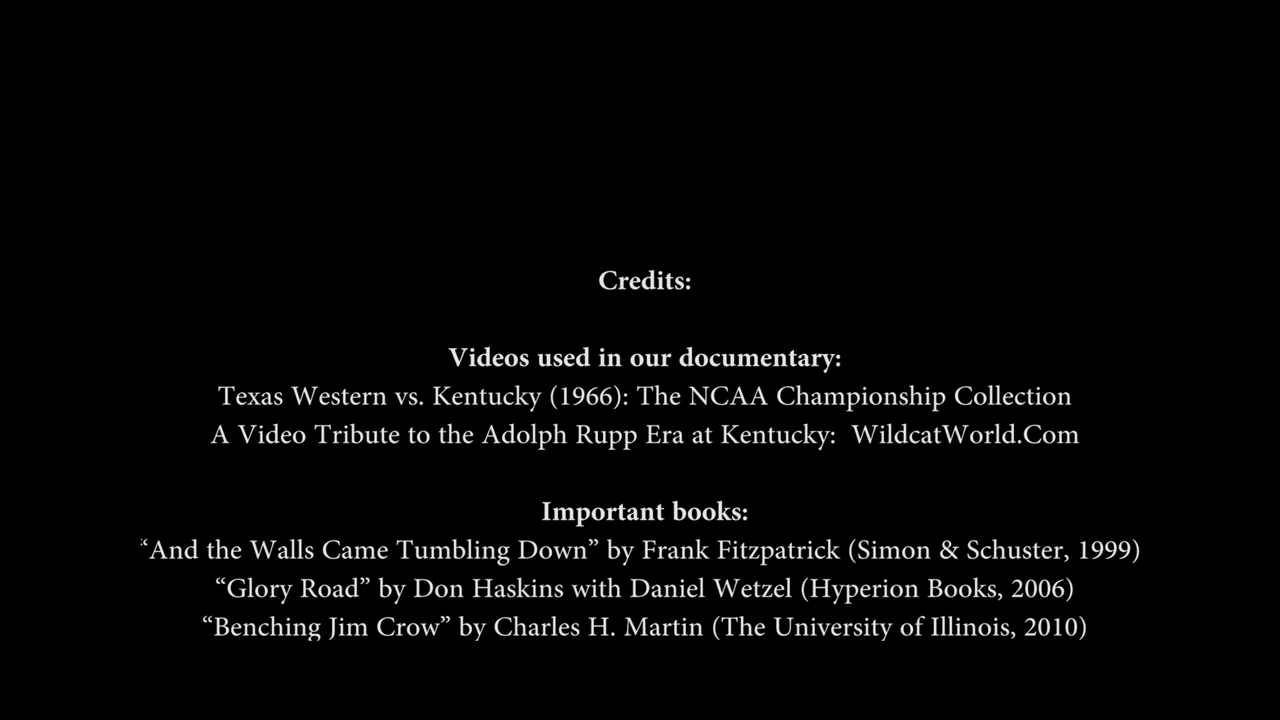 Credits:
Videos used in our documentary:
Texas Western vs. Kentucky (1966): The NCAA Championship Collection
A Video Tribute to the Adolph Rupp Era at Kentucky:  WildcatWorld.Com
Important books:
“And the Walls Came Tumbling Down” by Frank Fitzpatrick (Simon & Schuster, 1999)
“Glory Road” by Don Haskins with Daniel Wetzel (Hyperion Books, 2006)
“Benching Jim Crow” by Charles H. Martin (The University of Illinois, 2010)